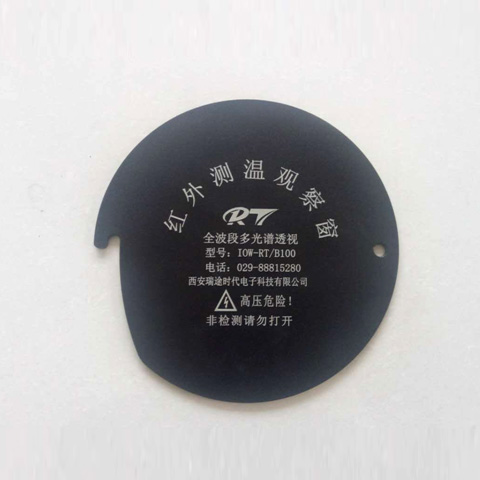 红外测温观察窗
RT
全波段多光谱透视
型号：IOW-RT/B100
电话：029-88815280
西安瑞途时代电子科技有限公司
高压危险！
非检测请勿打开